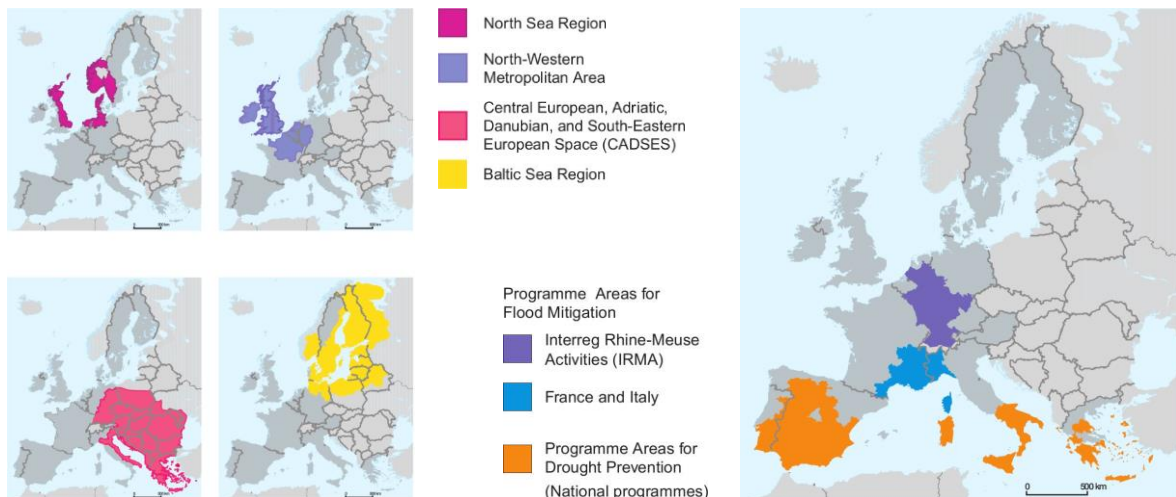 North Sea Region
North-Western
Metropolitan Area
Central European, Adriatic,
Danubian, and South-Eastern
European Space (CADSES)
Baltic Sea Region
Programme Areas for
Flood Mitigation
Interreg Rhine-Meuse
Activities (IRMA)
France and Italy
Programme Areas for
Drought Prevention
(National programmes)
0 500 km